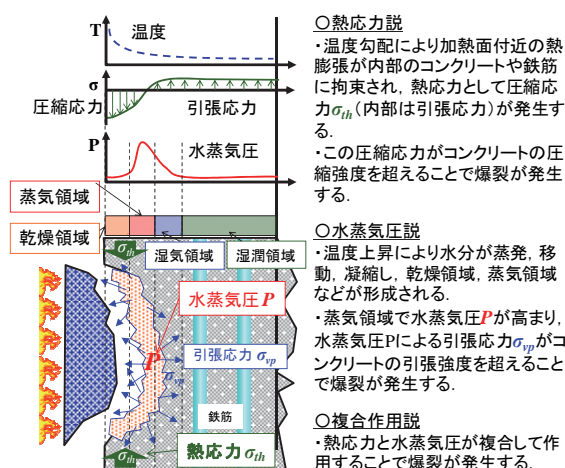 T
温度
σ
圧縮応力
引張応力
P
水蒸気圧
蒸気領域
乾燥領域
σth
湿気領域
湿潤領域
水蒸気圧 P
P
引張応力 σvp
σvp
鉄筋
σth
熱応力 σth
○熱応力説
・温度勾配により加熱面付近の熱
膨張が内部のコンクリートや鉄筋
に拘束され，熱応力として圧縮応
力σth（内部は引張応力）が発生す
る．
・この圧縮応力がコンクリートの圧
縮強度を超えることで爆裂が発生
する．
○水蒸気圧説
・温度上昇により水分が蒸発，移
動，凝縮し，乾燥領域，蒸気領域
などが形成される．
・蒸気領域で水蒸気圧Pが高まり，
水蒸気圧Pによる引張応力σvpがコ
ンクリートの引張強度を超えること
で爆裂が発生する．
○複合作用説
・熱応力と水蒸気圧が複合して作
用することで爆裂が発生する．